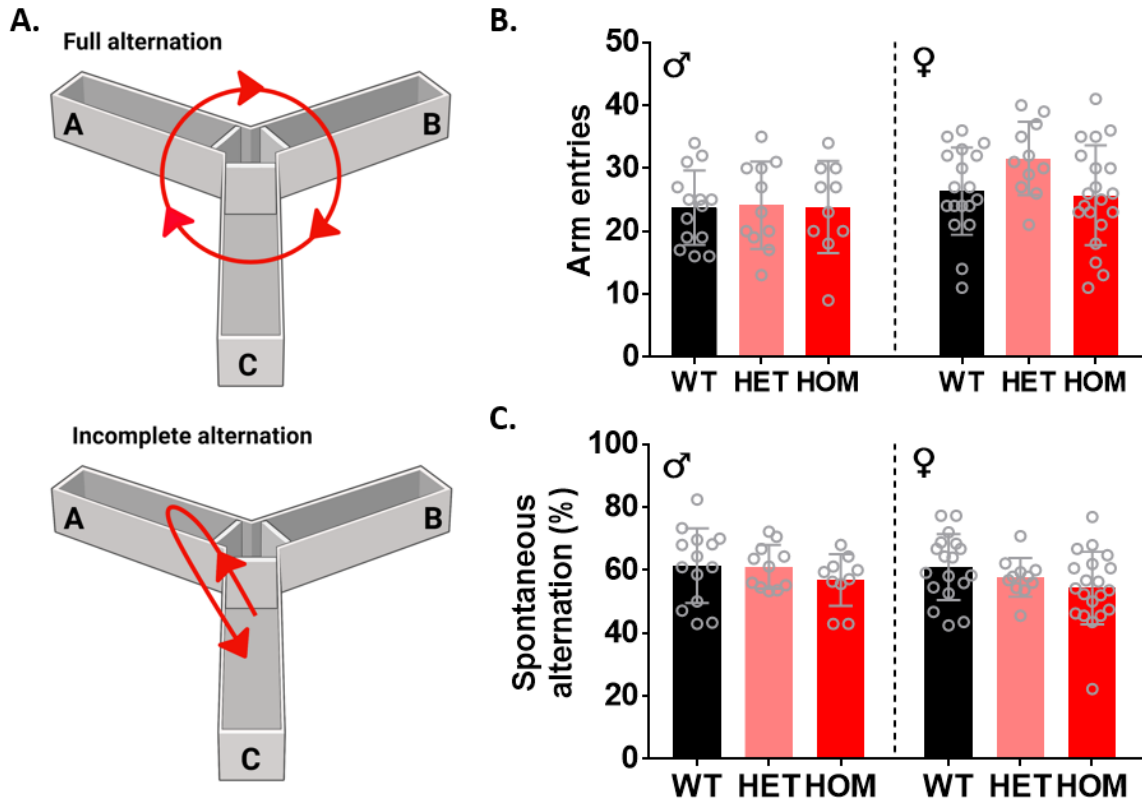 A.
Full alternation
A
B
C
Incomplete alternation
A
B
C
B.
Arm entries
50
40
30
20
10
0
♂
♀
WT HET HOM WT HET HOM
C.
Spontaneous
alternation (%)
100
80
60
40
20
0
♂
♀
WT HET HOM WT HET HOM